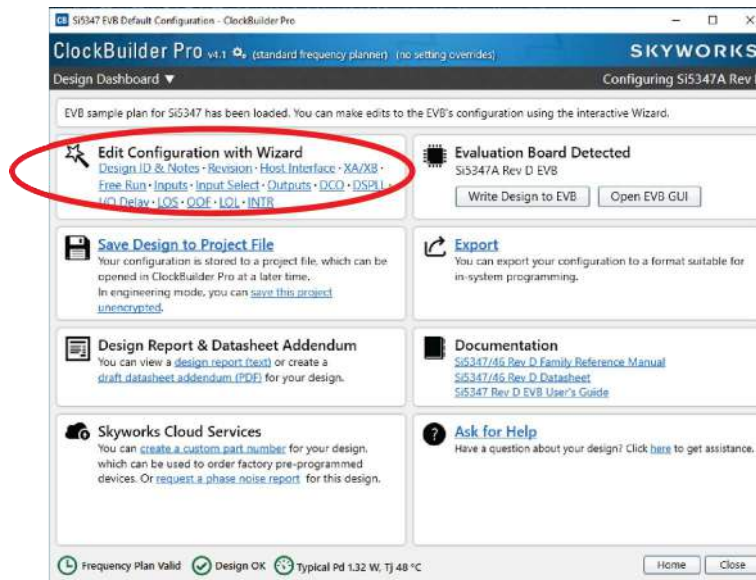 Si5347 EVB Default Configuration - ClockBuilder Pro
ClockBuilder Pro v4.1 (standard frequency planner) (no setting overrides)
SKYWORKS
Design Dashboard ▼
Configuring Si5347A Rev
EVB sample plan for Si5347 has been loaded. You can make edits to the EVB's configuration using the interactive Wizard.
Edit Configuration with Wizard
Design ID & Notes · Revision · Host Interface · XA/XB ·
Free Run · Inputs · Input Select · Outputs · DCO · DSPLL ·
I/O Delay · LOS · OOF · LOL · INTR
Evaluation Board Detected
Si5347A Rev D EVB
Write Design to EVB
Open EVB GUI
Save Design to Project File
Your configuration is stored to a project file, which can be
opened in ClockBuilder Pro at a later time.
In engineering mode, you can save this project
unencrypted.
Export
You can export your configuration to a format suitable for
in-system programming.
Design Report & Datasheet Addendum
You can view a design report (text) or create a
draft datasheet addendum (PDF) for your design.
Documentation
Si5347/46 Rev D Family Reference Manual
Si5347/46 Rev D Datasheet
Si5347 Rev D EVB User's Guide
Skyworks Cloud Services
You can create a custom part number for your design,
which can be used to order factory pre-programmed
devices. Or request a phase noise report for this design.
Ask for Help
Have a question about your design? Click here to get assistance.
Frequency Plan Valid
Design OK
Typical Pd 1.32 W, Tj 48 °C
Home
Close